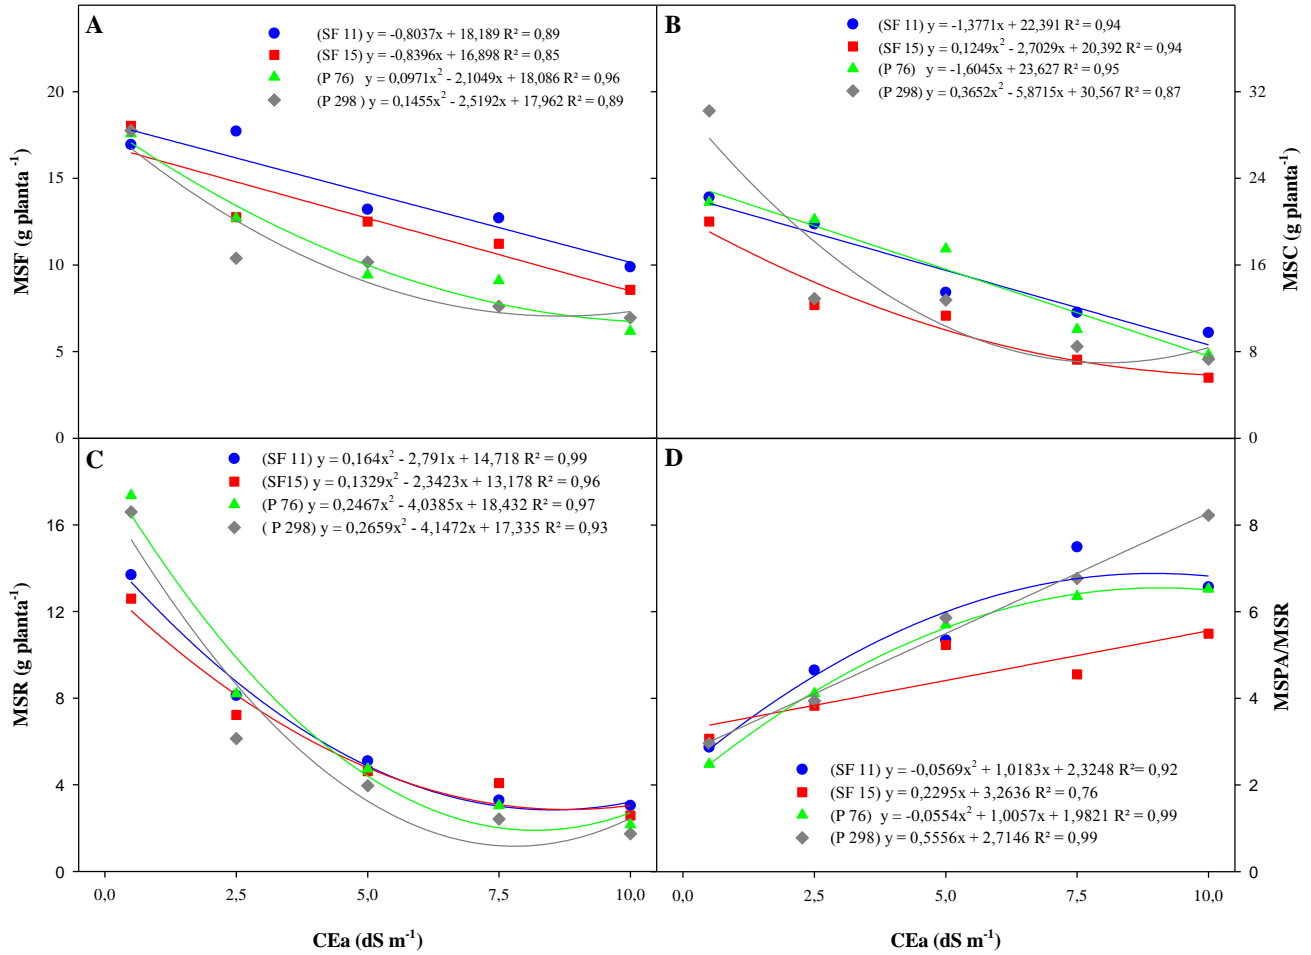 A
(SF 11) y = -0,8037x + 18,189 R² = 0,89
(SF 15) y = -0,8396x + 16,898 R² = 0,85
(P 76) y = 0,0971x² - 2,1049x + 18,086 R² = 0,96
(P 298 ) y = 0,1455x² - 2,5192x + 17,962 R² = 0,89
MSF (g planta⁻¹)
20
15
10
5
0
B
(SF 11) y = -1,3771x + 22,391 R² = 0,94
(SF 15) y = 0,1249x² - 2,7029x + 20,392 R² = 0,94
(P 76) y = -1,6045x + 23,627 R² = 0,95
(P 298) y = 0,3652x² - 5,8715x + 30,567 R² = 0,87
32
24
16
8
0
MSC (g planta⁻¹)
C
(SF 11) y = 0,164x² - 2,791x + 14,718 R² = 0,99
(SF15) y = 0,1329x² - 2,3423x + 13,178 R² = 0,96
(P 76) y = 0,2467x² - 4,0385x + 18,432 R² = 0,97
( P 298) y = 0,2659x² - 4,1472x + 17,335 R² = 0,93
MSR (g planta⁻¹)
16
12
8
4
0
0,0 2,5 5,0 7,5 10,0
CEa (dS m⁻¹)
D
(SF 11) y = -0,0569x² + 1,0183x + 2,3248 R²= 0,92
(SF 15) y = 0,2295x + 3,2636 R² = 0,76
(P 76) y = -0,0554x² + 1,0057x + 1,9821 R² = 0,99
(P 298) y = 0,5556x + 2,7146 R² = 0,99
8
6
4
2
0
MSPA/MSR
0,0 2,5 5,0 7,5 10,0
CEa (dS m⁻¹)